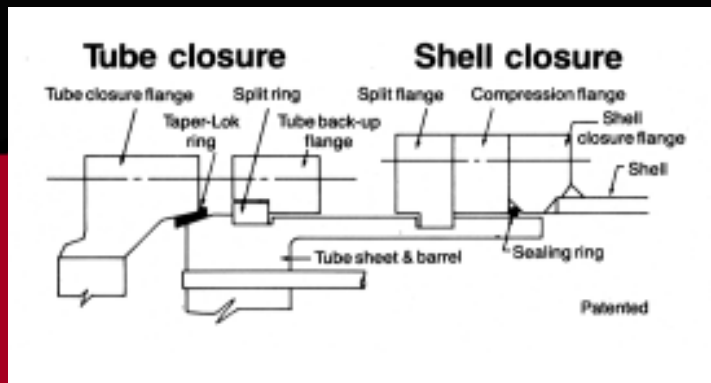 Tube closure
Shell closure
Tube closure flange
Split ring
Split flange
Compression flange
Taper-Lok
ring
Tube back-up
flange
Shell
closure flange
Shell
Tube sheet & barrel
Sealing ring
Patented